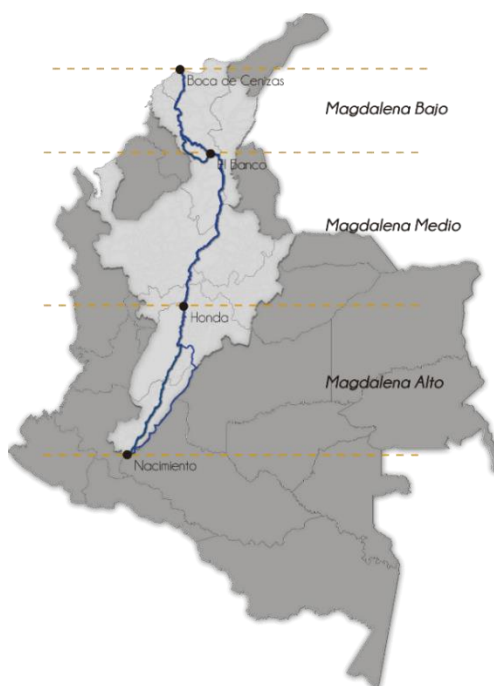 Boca de Cenizas
Magdalena Bajo
El Banco
Magdalena Medio
Honda
Magdalena Alto
Nacimiento